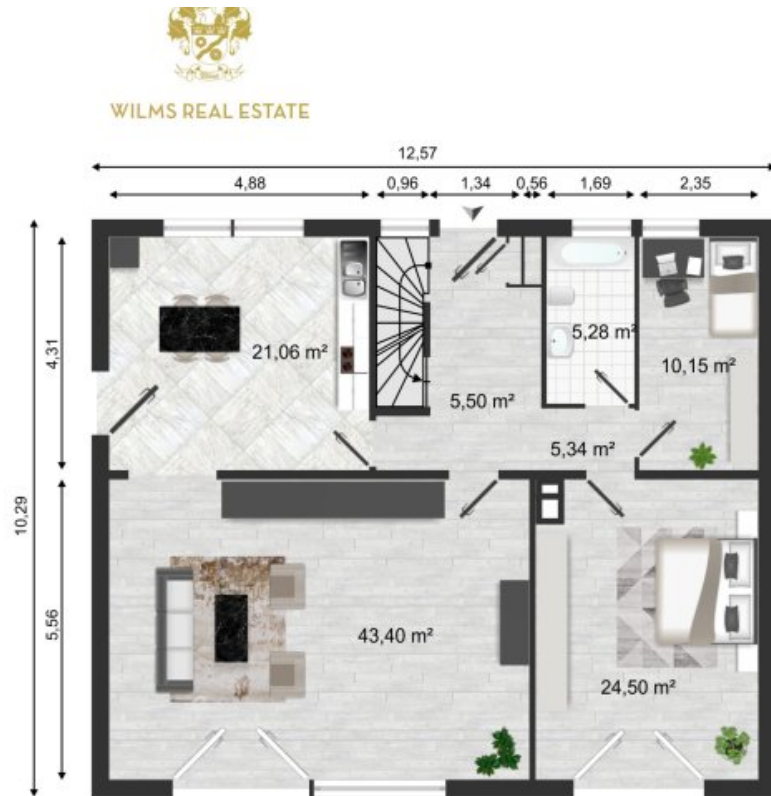 WILMS REAL ESTATE
12,57
4,88
0,96
1,34
0,56
1,69
2,35
10,29
4,31
5,56
21,06 m²
5,28 m²
10,15 m²
5,50 m²
5,34 m²
43,40 m²
24,50 m²